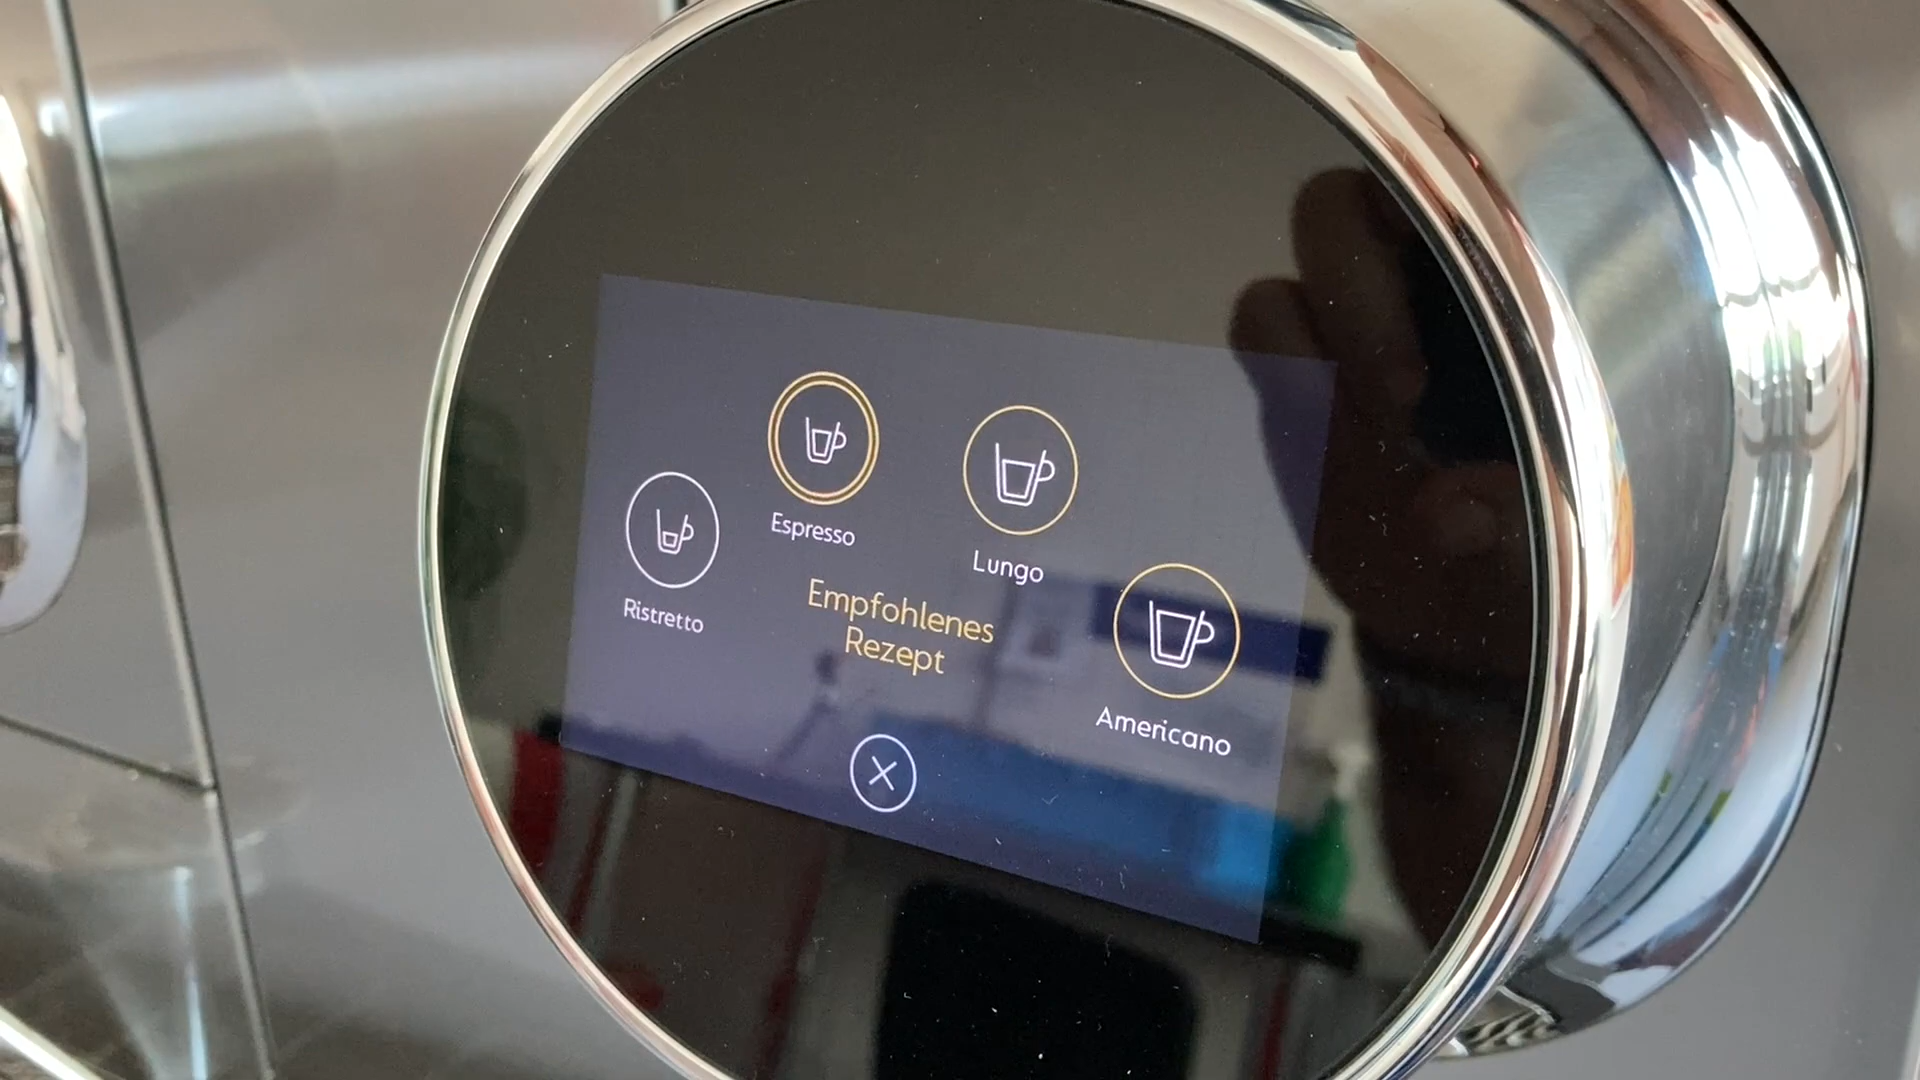 Espresso
Lungo
Ristretto
Empfohlenes
Rezept
Americano